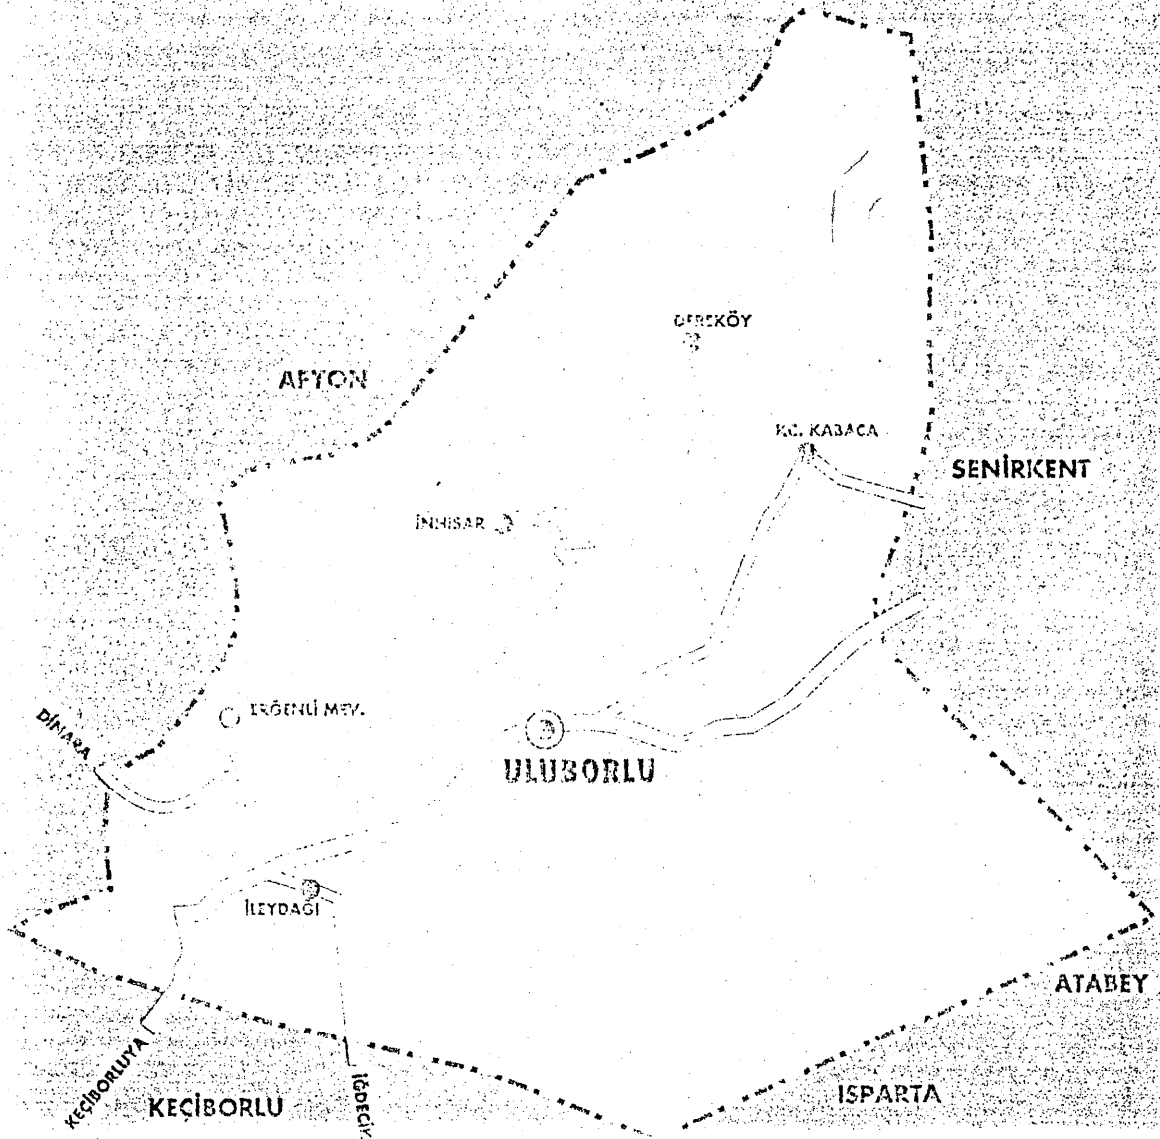 DEREKÖY
AFYON
KC. KABACA
SENİRKENT
İNHİSAR
ERĞENLİ MEV.
DİNARA
ULUBORLU
İLEYDAĞI
ATABEY
KEÇİBORLUYA
KEÇİBORLU
İĞDECİK
ISPARTA